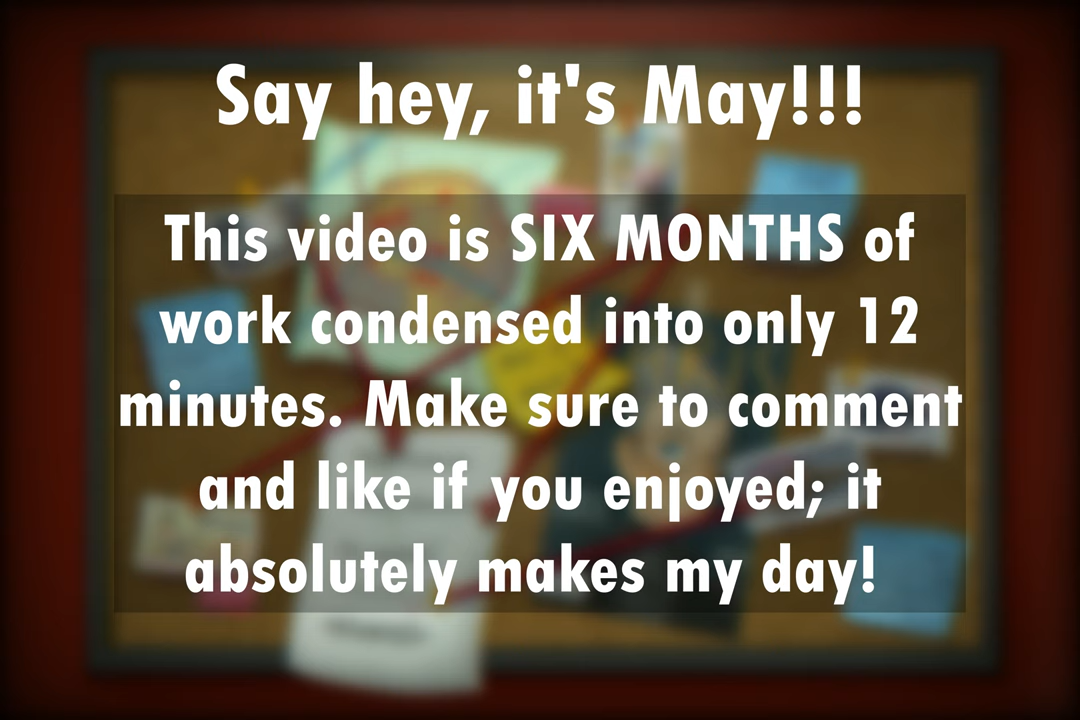 Say hey, it's May!!!
This video is SIX MONTHS of
work condensed into only 12
minutes. Make sure to comment
and like if you enjoyed; it
absolutely makes my day!